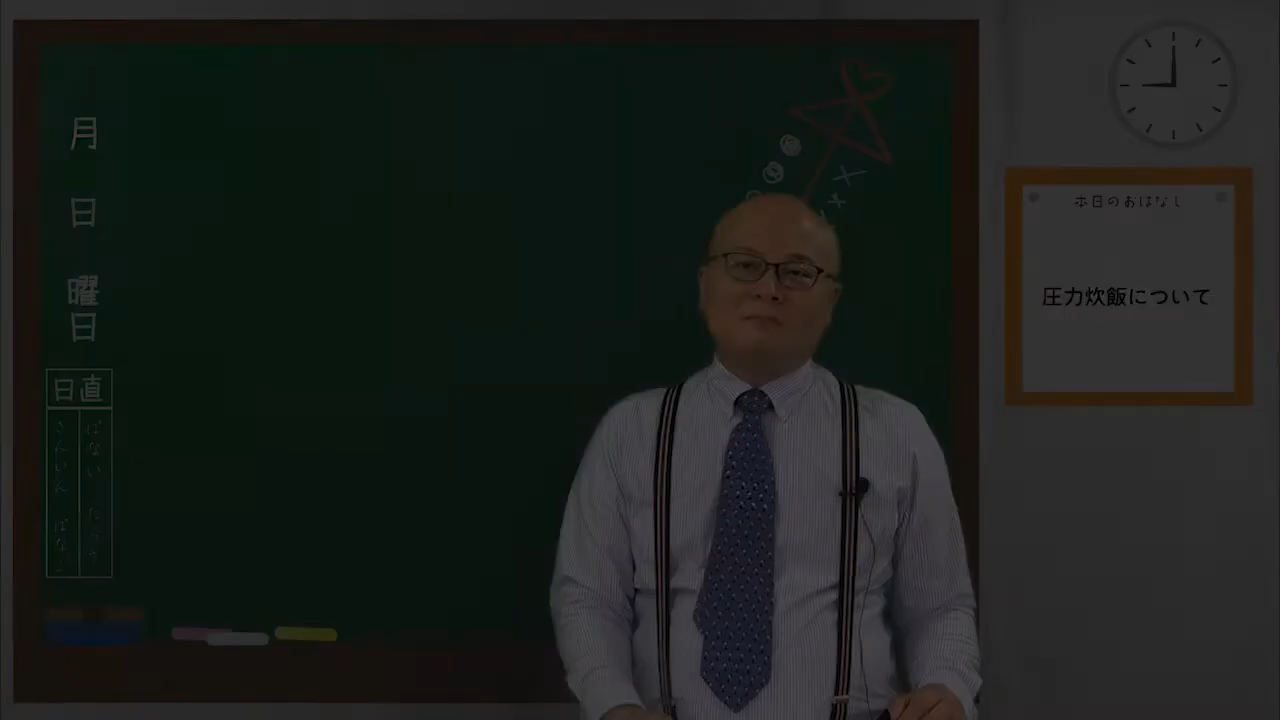 月
日
曜
日
日直
本日のおはなし
圧力炊飯について